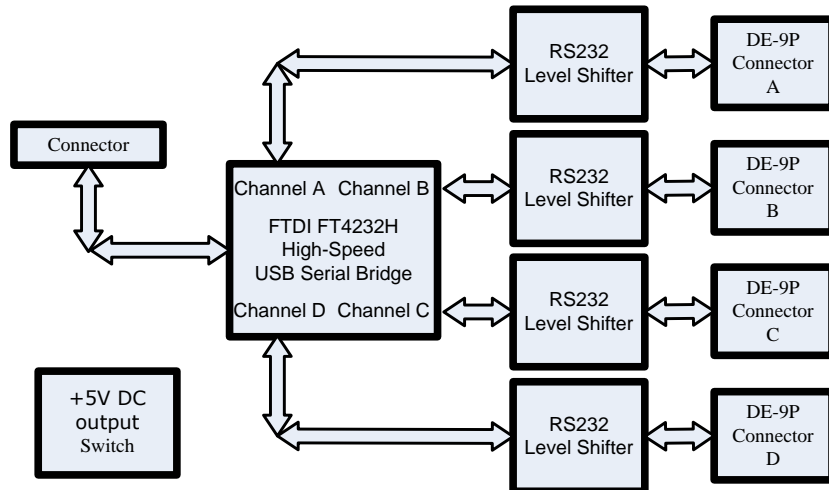 Connector
Channel A Channel B
FTDI FT4232H
High-Speed
USB Serial Bridge
Channel D Channel C
+5V DC
output
Switch
RS232
Level Shifter
DE-9P
Connector
A
RS232
Level Shifter
DE-9P
Connector
B
RS232
Level Shifter
DE-9P
Connector
C
RS232
Level Shifter
DE-9P
Connector
D